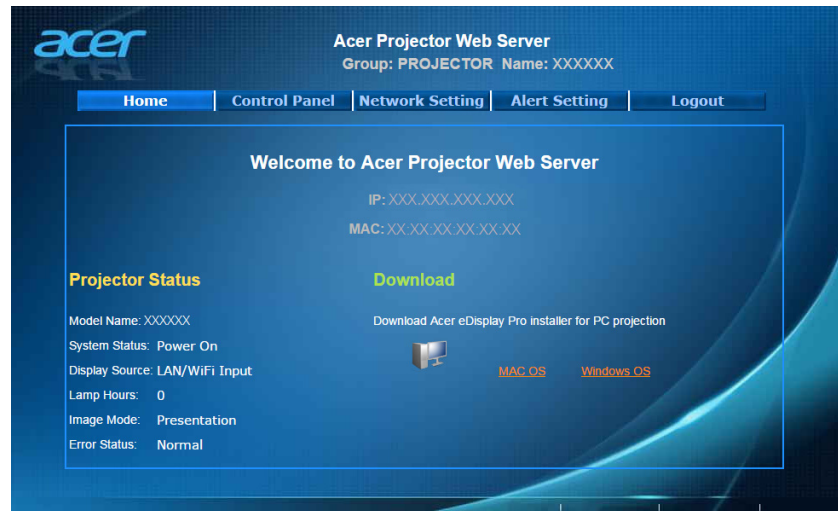 acer
Acer Projector Web Server
Group: PROJECTOR Name: XXXXXX
Home Control Panel Network Setting Alert Setting Logout
Welcome to Acer Projector Web Server
IP: XXX.XXX.XXX.XXX
MAC: XX:XX:XX:XX:XX:XX
Projector Status
Model Name: XXXXXX
System Status: Power On
Display Source: LAN/WiFi Input
Lamp Hours: 0
Image Mode: Presentation
Error Status: Normal
Download
Download Acer eDisplay Pro installer for PC projection
MAC OS Windows OS